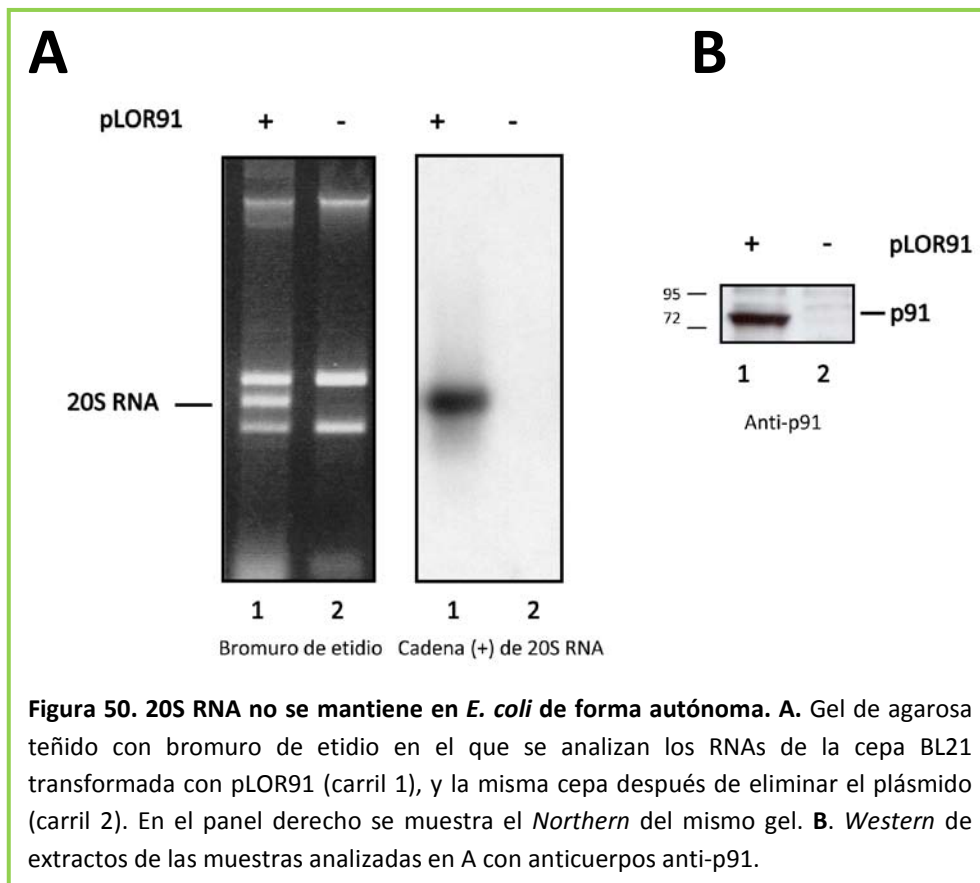 A
B
pLOR91 + - + -
+ - pLOR91
95
72
p91
20S RNA
1 2
Anti-p91
1 2 1 2
Bromuro de etidio Cadena (+) de 20S RNA
Figura 50. 20S RNA no se mantiene en E. coli de forma autónoma. A. Gel de agarosa
teñido con bromuro de etidio en el que se analizan los RNAs de la cepa BL21
transformada con pLOR91 (carril 1), y la misma cepa después de eliminar el plásmido
(carril 2). En el panel derecho se muestra el Northern del mismo gel. B. Western de
extractos de las muestras analizadas en A con anticuerpos anti-p91.